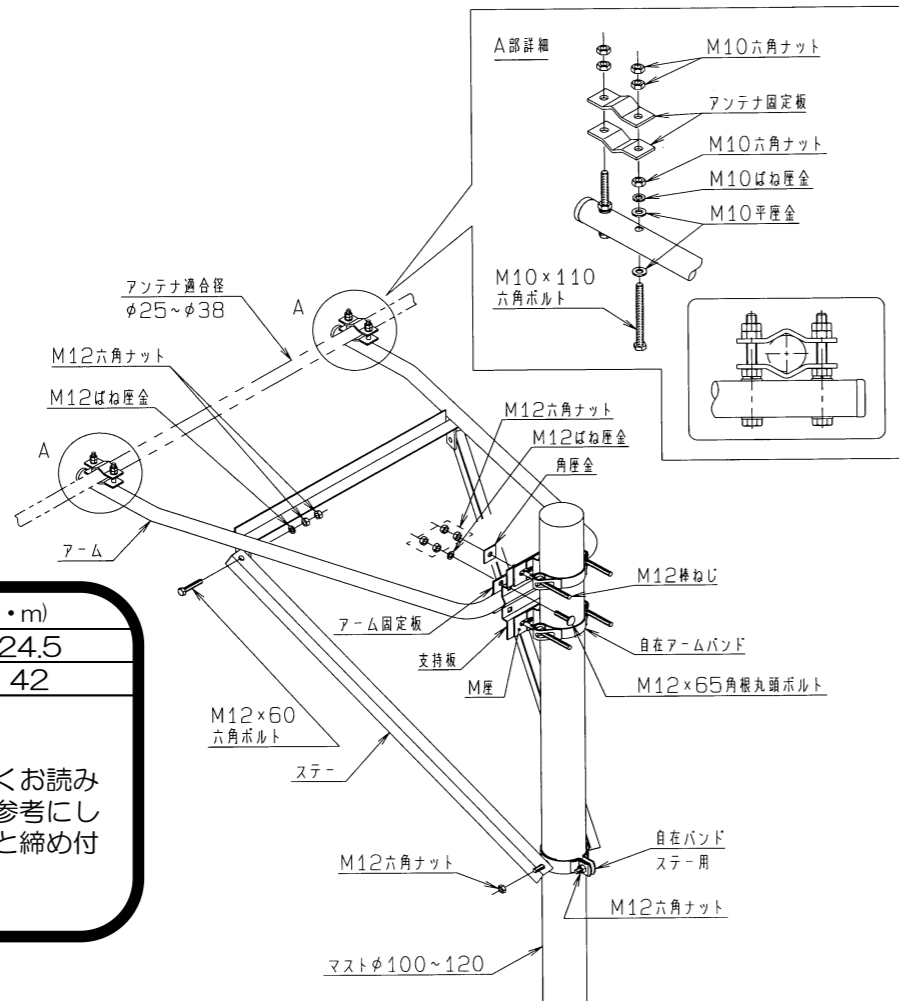 A部詳細
M10六角ナット
アンテナ固定板
M10六角ナット
M10ばね座金
M10平座金
M10×110
六角ボルト
アンテナ適合径
φ25~φ38
A
M12六角ナット
M12ばね座金
A
M12六角ナット
M12ばね座金
角座金
アーム
M12棒ねじ
アーム固定板
自在アームバンド
支持板
M座
M12×65角根丸頭ボルト
・m)
24.5
42
くお読み
参考にし
と締め付
M12×60
六角ボルト
ステー
自在バンド
ステー用
M12六角ナット
M12六角ナット
マストφ100~120